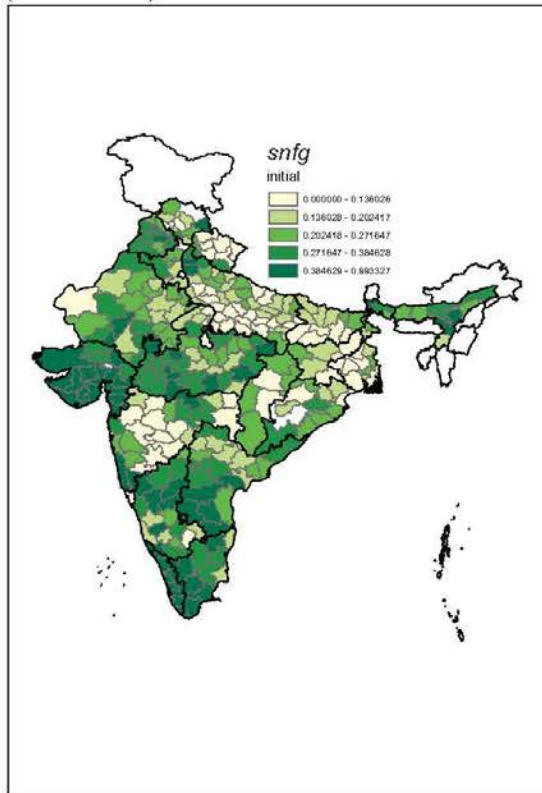 snfg
initial
0.000000 - 0.136026
0.136028 - 0.202417
0.202418 - 0.271647
0.271647 - 0.384628
0.384629 - 0.993327